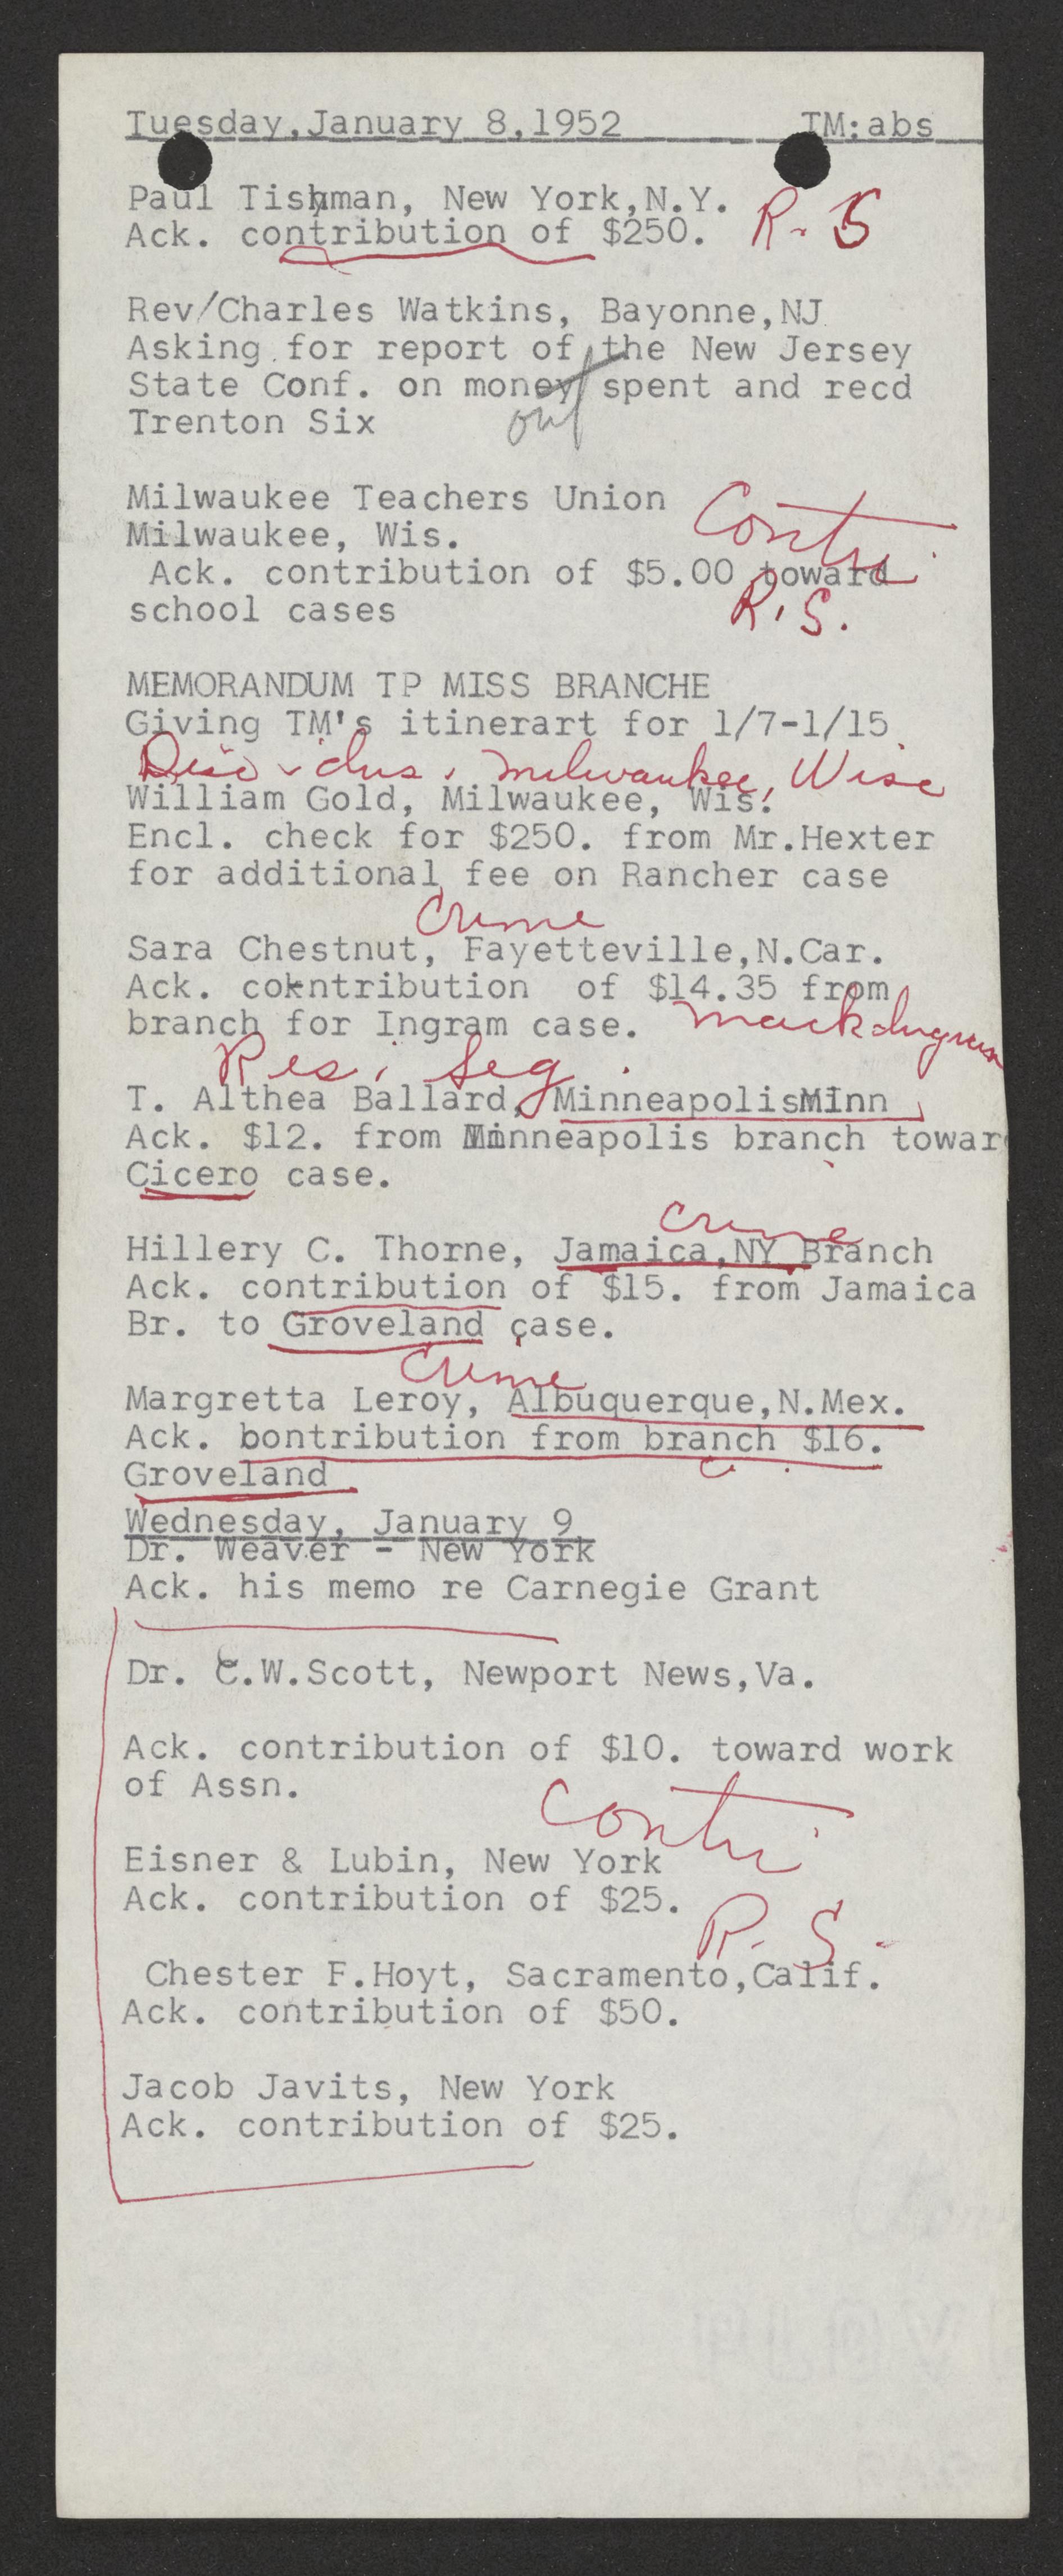 Tuesday,January 8,1952 TM:abs
Paul Tishman, New York,N.Y.
Ack. contribution of $250. R-S
Rev/Charles Watkins, Bayonne,NJ
Asking for report of the New Jersey
State Conf. on money spent and recd
out
Trenton Six
Milwaukee Teachers Union
Contri
Milwaukee, Wis.
Ack. contribution of $5.00 toward
school cases R.S.
MEMORANDUM TP MISS BRANCHE
Giving TM's itinerart for 1/7-1/15
Milwaukee, Wisc
William Gold, Milwaukee, Wis.
Encl. check for $250. from Mr.Hexter
for additional fee on Rancher case
Crime
Sara Chestnut, Fayetteville,N.Car.
Ack. cokntribution of $14.35 from
branch for Ingram case. Mack Ingram
Res. Seg
T. Althea Ballard, MinneapolisMinn
Ack. $12. from Minneapolis branch towar
Cicero case.
Crime
Hillery C. Thorne, Jamaica,NY Branch
Ack. contribution of $15. from Jamaica
Br. to Groveland case.
Crime
Margretta Leroy, Albuquerque,N.Mex.
Ack. bontribution from branch $16.
Groveland
Wednesday, January 9
Dr. Weaver - New York
Ack. his memo re Carnegie Grant
Dr. C.W.Scott, Newport News,Va.
Ack. contribution of $10. toward work
of Assn.
Contri
Eisner & Lubin, New York
Ack. contribution of $25.
R. S.
Chester F.Hoyt, Sacramento,Calif.
Ack. contribution of $50.
Jacob Javits, New York
Ack. contribution of $25.